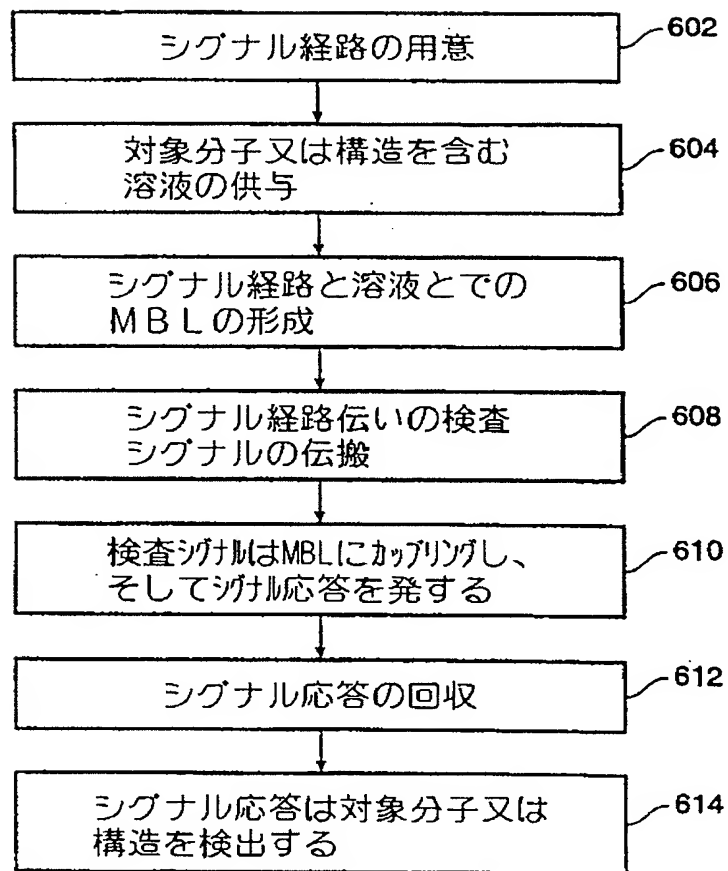 シグナル経路の用意
602
対象分子又は構造を含む
溶液の供与
604
シグナル経路と溶液とでの
MBLの形成
606
シグナル経路伝いの検査
シグナルの伝搬
608
検査シグナルはMBLにカップリングし、
そしてシグナル応答を発する
610
シグナル応答の回収
612
シグナル応答は対象分子又は
構造を検出する
614